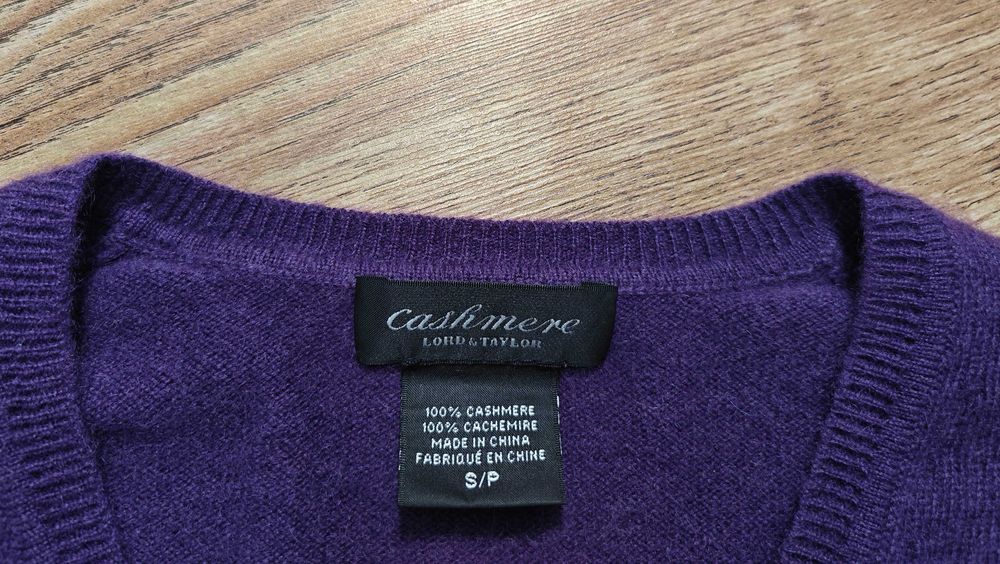 Cashmere
LORD & TAYLOR
100% CASHMERE
100% CACHEMIRE
MADE IN CHINA
FABRIQUÉ EN CHINE
S/P